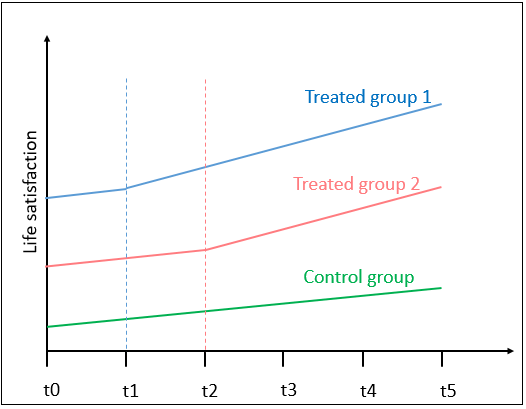 Life satisfaction
Treated group 1
Treated group 2
Control group
t0 t1 t2 t3 t4 t5